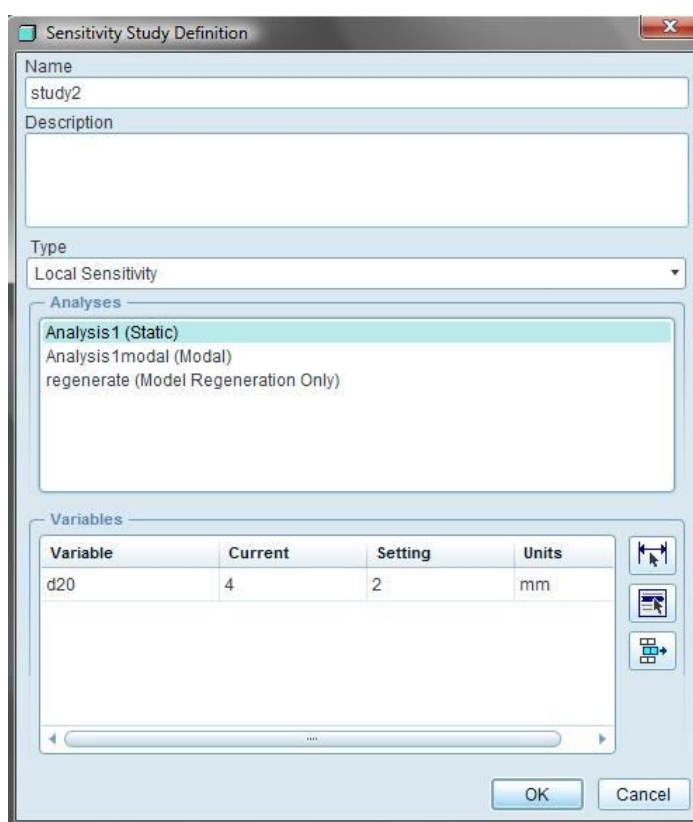 Sensitivity Study Definition
Name
study2
Description
Type
Local Sensitivity
Analyses
Analysis1 (Static)
Analysis1modal (Modal)
regenerate (Model Regeneration Only)
Variables
Variable Current Setting Units
d20 4 2 mm
OK Cancel